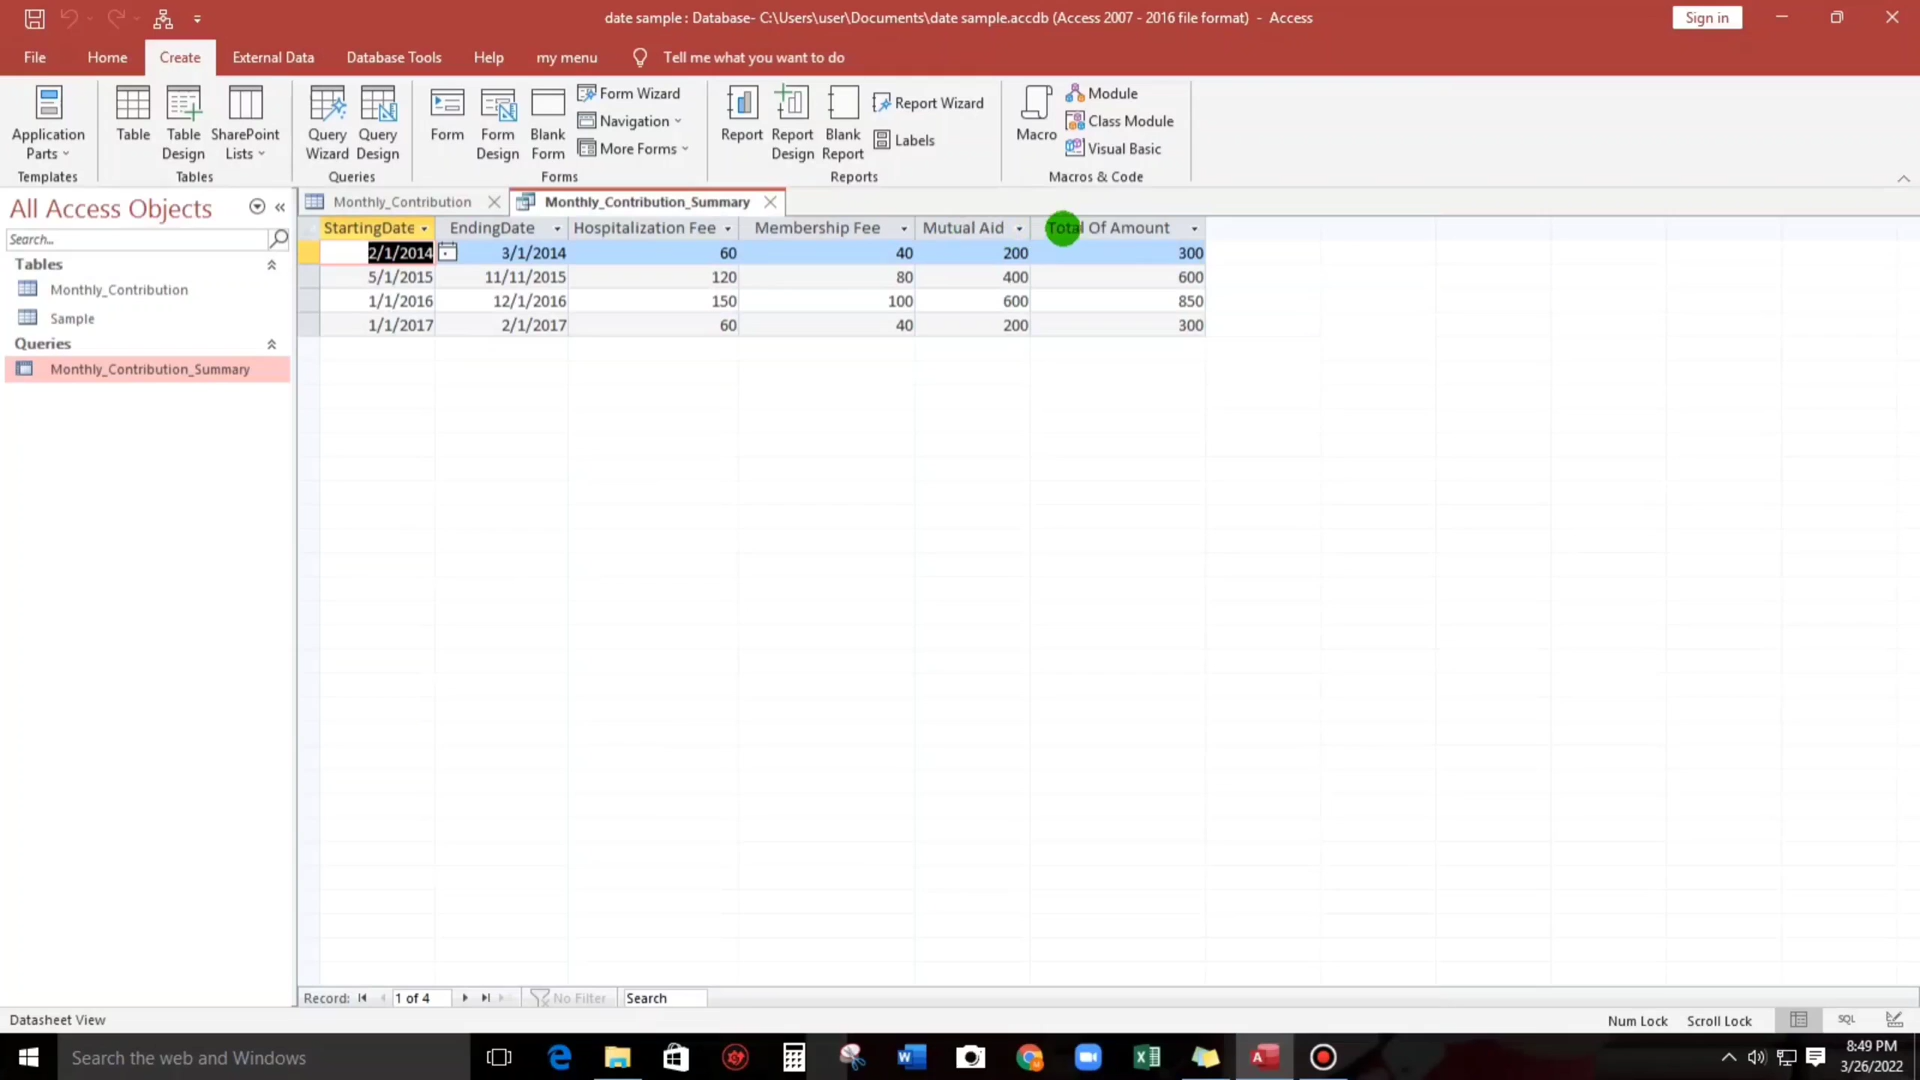 date sample : Database- C:\Users\user\Documents\date sample.accdb (Access 2007 - 2016 file format) - Access
Sign in
File Home Create External Data Database Tools Help my menu Tell me what you want to do
Application Parts
Table
Table Design
SharePoint Lists
Query Wizard
Query Design
Form
Form Design
Blank Form
Form Wizard
Navigation
More Forms
Report
Report Design
Blank Report
Report Wizard
Labels
Macro
Module
Class Module
Visual Basic
Templates Tables Queries Forms Reports Macros & Code
All Access Objects
Search...
Tables
Monthly_Contribution
Sample
Queries
Monthly_Contribution_Summary
Monthly_Contribution Monthly_Contribution_Summary
StartingDate EndingDate Hospitalization Fee Membership Fee Mutual Aid Total Of Amount
2/1/2014 3/1/2014 60 40 200 300
5/1/2015 11/11/2015 120 80 400 600
1/1/2016 12/1/2016 150 100 600 850
1/1/2017 2/1/2017 60 40 200 300
Record: 1 of 4 No Filter Search
Datasheet View Num Lock Scroll Lock SQL
Search the web and Windows
8:49 PM
3/26/2022